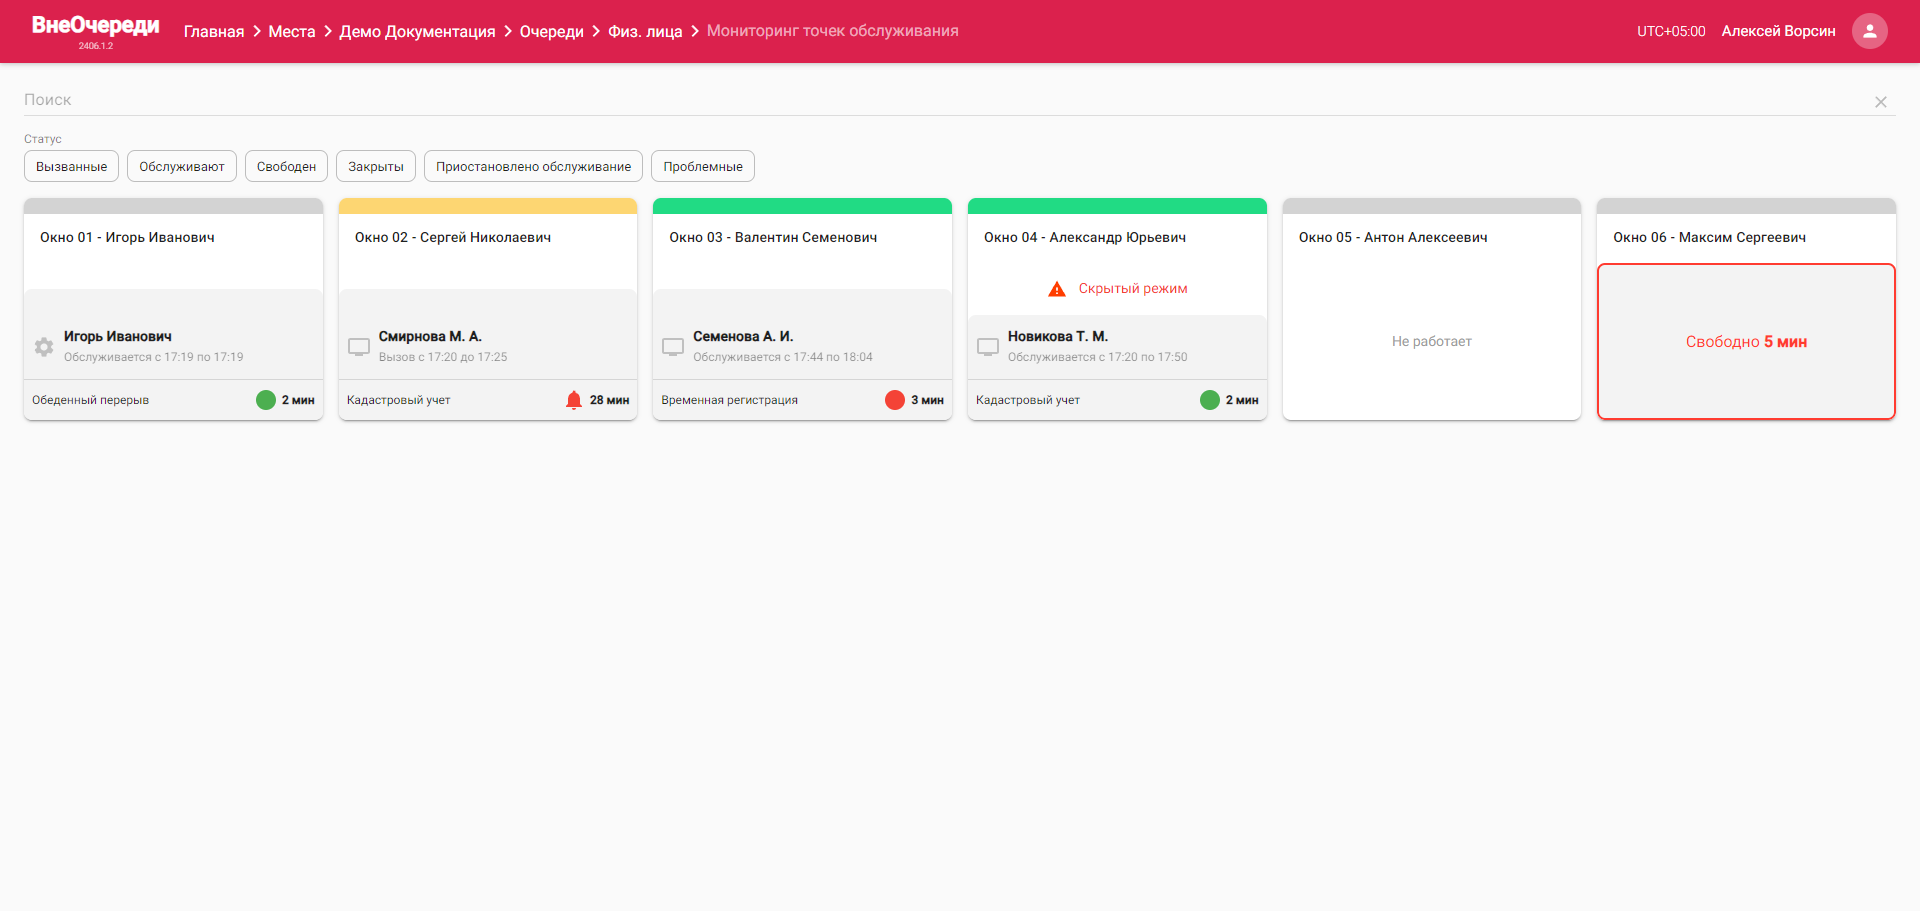 ВнеОчереди
2406.1.2
Главная
Места
Демо Документация
Очереди
Физ. лица
Мониторинг точек обслуживания
UTC+05:00
Алексей Ворсин
Поиск
Статус
Вызванные
Обслуживают
Свободен
Закрыты
Приостановлено обслуживание
Проблемные
Окно 01 - Игорь Иванович
Игорь Иванович
Обслуживается с 17:19 по 17:19
Обеденный перерыв
2 мин
Окно 02 - Сергей Николаевич
Смирнова М. А.
Вызов с 17:20 до 17:25
Кадастровый учет
28 мин
Окно 03 - Валентин Семенович
Семенова А. И.
Обслуживается с 17:44 по 18:04
Временная регистрация
3 мин
Окно 04 - Александр Юрьевич
Скрытый режим
Новикова Т. М.
Обслуживается с 17:20 по 17:50
Кадастровый учет
2 мин
Окно 05 - Антон Алексеевич
Не работает
Окно 06 - Максим Сергеевич
Свободно 5 мин